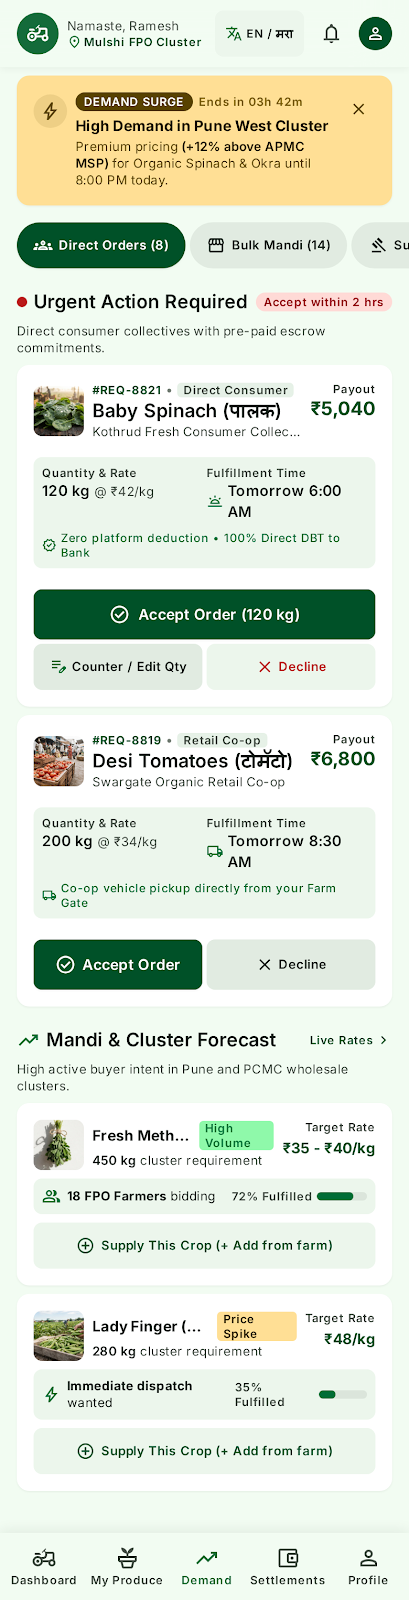 Namaste, Ramesh
Mulshi FPO Cluster
EN / मरा
DEMAND SURGE Ends in 03h 42m
High Demand in Pune West Cluster
Premium pricing (+12% above APMC
MSP) for Organic Spinach & Okra until
8:00 PM today.
Direct Orders (8)
Bulk Mandi (14)
Su
Urgent Action Required
Accept within 2 hrs
Direct consumer collectives with pre-paid escrow
commitments.
#REQ-8821 • Direct Consumer
Baby Spinach (पालक)
Kothrud Fresh Consumer Collec...
Payout
₹5,040
Quantity & Rate
120 kg @ ₹42/kg
Fulfillment Time
Tomorrow 6:00
AM
Zero platform deduction • 100% Direct DBT to
Bank
Accept Order (120 kg)
Counter / Edit Qty
Decline
#REQ-8819 • Retail Co-op
Desi Tomatoes (टोमॅटो)
Swargate Organic Retail Co-op
Payout
₹6,800
Quantity & Rate
200 kg @ ₹34/kg
Fulfillment Time
Tomorrow 8:30
AM
Co-op vehicle pickup directly from your Farm
Gate
Accept Order
Decline
Mandi & Cluster Forecast
Live Rates
High active buyer intent in Pune and PCMC wholesale
clusters.
Fresh Meth...
High
Volume
450 kg cluster requirement
Target Rate
₹35 - ₹40/kg
18 FPO Farmers bidding
72% Fulfilled
Supply This Crop (+ Add from farm)
Lady Finger (...
Price
Spike
280 kg cluster requirement
Target Rate
₹48/kg
Immediate dispatch
wanted
35%
Fulfilled
Supply This Crop (+ Add from farm)
Dashboard
My Produce
Demand
Settlements
Profile